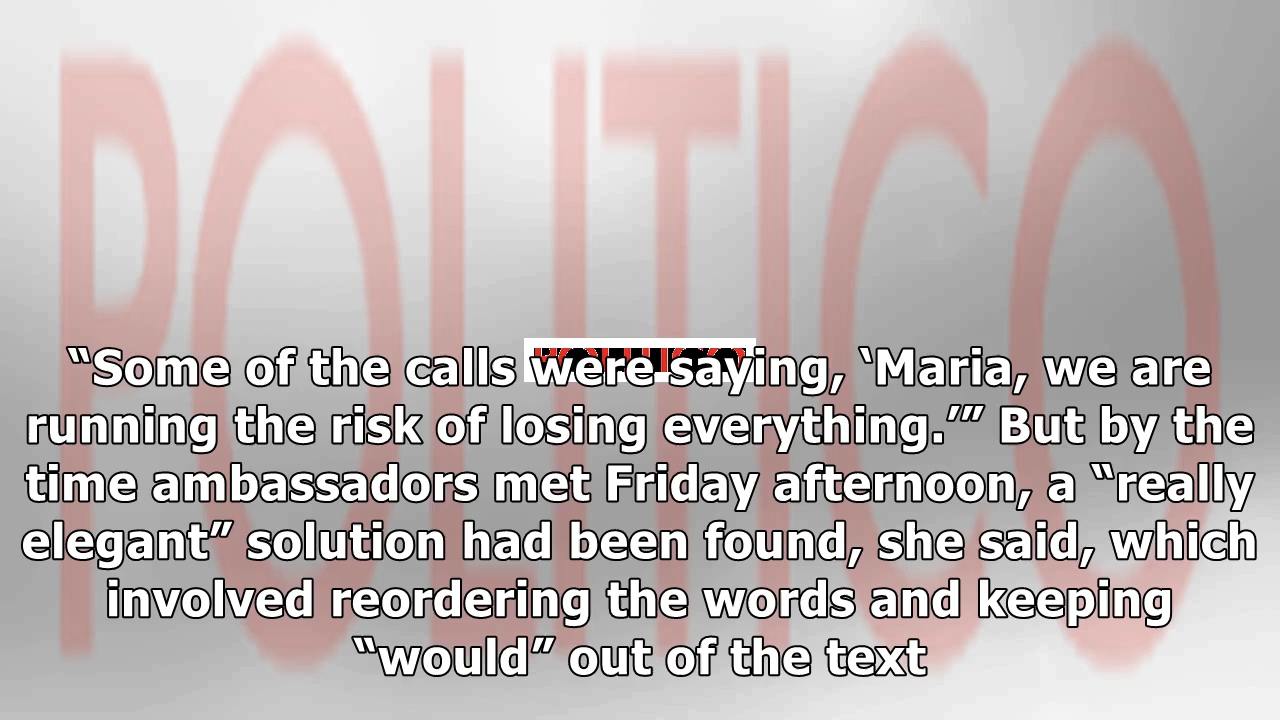 POLITICO
POLITICO
“Some of the calls were saying, ‘Maria, we are
running the risk of losing everything.’” But by the
time ambassadors met Friday afternoon, a “really
elegant” solution had been found, she said, which
involved reordering the words and keeping
“would” out of the text